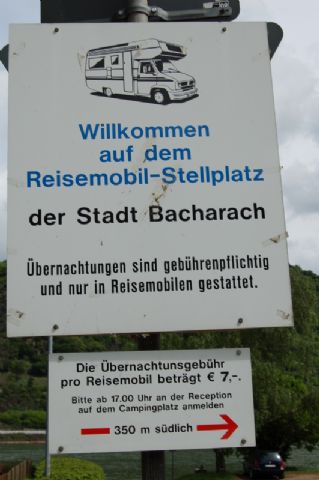 Willkommen
auf dem
Reisemobil-Stellplatz
der Stadt Bacharach
Übernachtungen sind gebührenpflichtig
und nur in Reisemobilen gestattet.
Die Übernachtunsgebühr
pro Reisemobil beträgt € 7,-.
Bitte ab 17.00 Uhr an der Reception
auf dem Campingplatz anmelden
350 m südlich